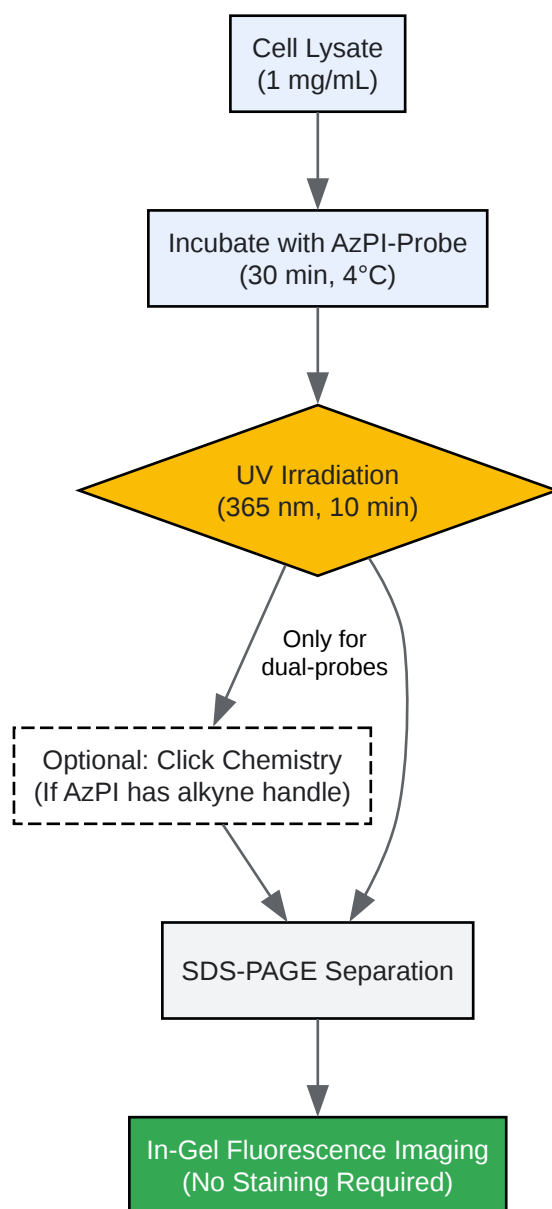 Cell Lysate
(1 mg/mL)
Incubate with AzPI-Probe
(30 min, 4°C)
UV Irradiation
(365 nm, 10 min)
Only for
dual-probes
Optional: Click Chemistry
(If AzPI has alkyne handle)
SDS-PAGE Separation
In-Gel Fluorescence Imaging
(No Staining Required)